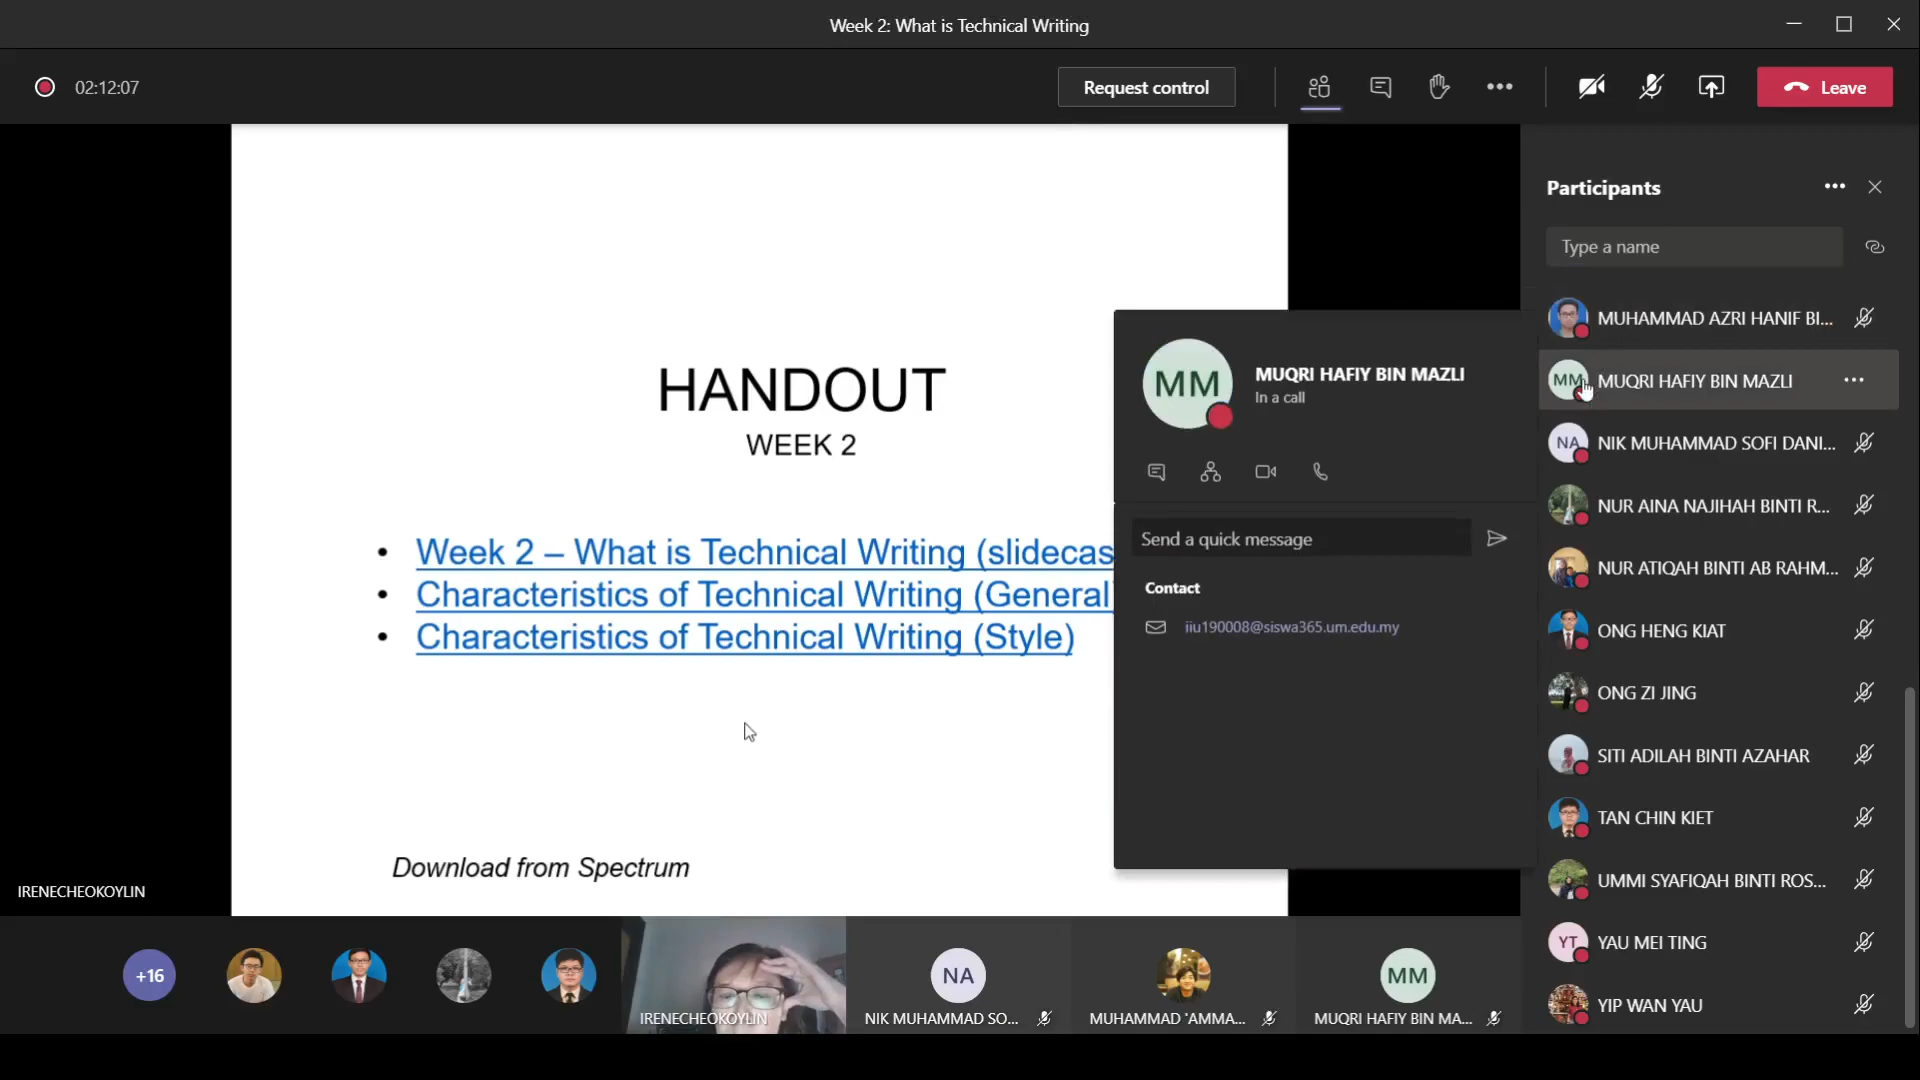 Week 2: What is Technical Writing
02:12:07
Request control
Leave
HANDOUT
WEEK 2
• Week 2 – What is Technical Writing (slidecas
• Characteristics of Technical Writing (General)
• Characteristics of Technical Writing (Style)
Download from Spectrum
IRENECHEOKOYLIN
MM
MUQRI HAFIY BIN MAZLI
In a call
Send a quick message
Contact
iiu190008@siswa365.um.edu.my
Participants
Type a name
MUHAMMAD AZRI HANIF BI...
MM MUQRI HAFIY BIN MAZLI
NA NIK MUHAMMAD SOFI DANI...
NUR AINA NAJIHAH BINTI R...
NUR ATIQAH BINTI AB RAHM...
ONG HENG KIAT
ONG ZI JING
SITI ADILAH BINTI AZAHAR
TAN CHIN KIET
UMMI SYAFIQAH BINTI ROS...
YT YAU MEI TING
YIP WAN YAU
+16
IRENECHEOKOYLIN
NA
NIK MUHAMMAD SO...
MUHAMMAD 'AMMA...
MM
MUQRI HAFIY BIN MA...